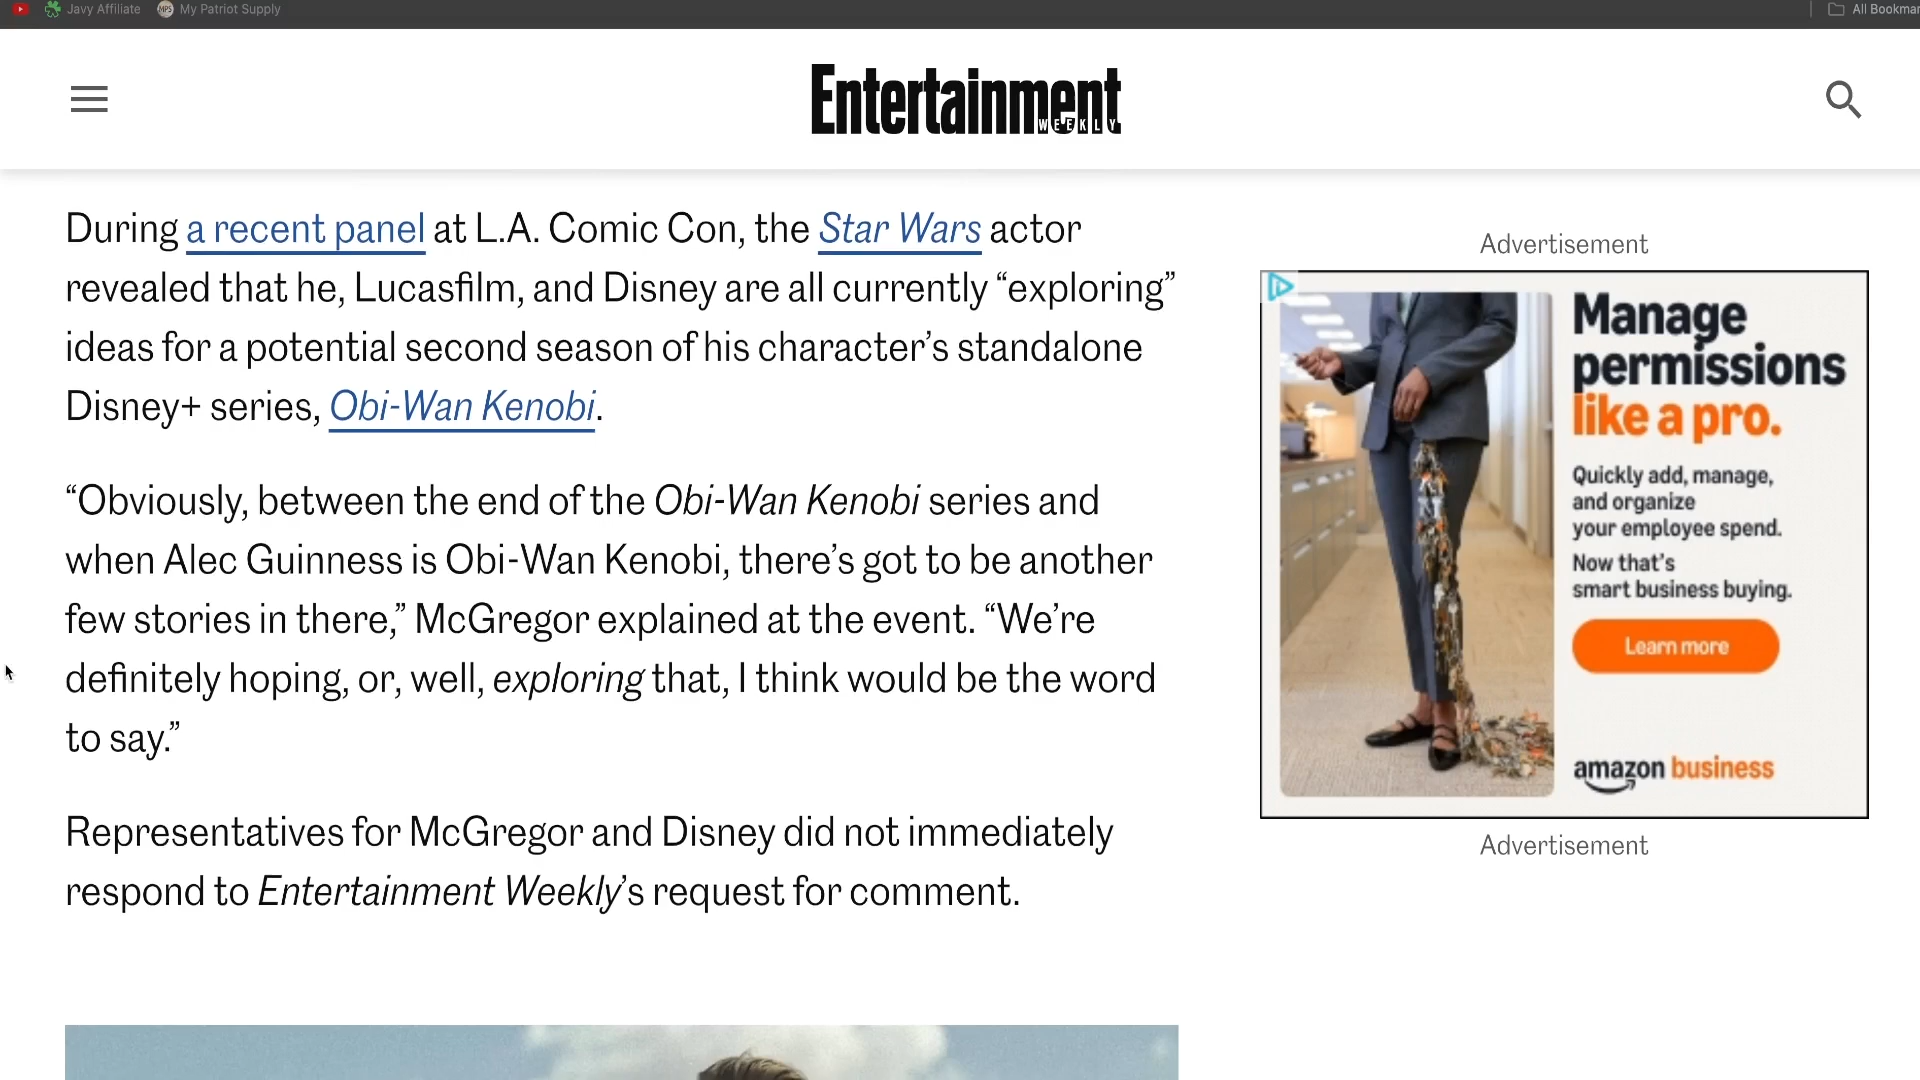 Javy Affiliate
MPS
My Patriot Supply
All Bookmar
Entertainment
WEEKLY
During a recent panel at L.A. Comic Con, the Star Wars actor
revealed that he, Lucasfilm, and Disney are all currently “exploring”
ideas for a potential second season of his character’s standalone
Disney+ series, Obi-Wan Kenobi.
“Obviously, between the end of the Obi-Wan Kenobi series and
when Alec Guinness is Obi-Wan Kenobi, there’s got to be another
few stories in there,” McGregor explained at the event. “We’re
definitely hoping, or, well, exploring that, I think would be the word
to say.”
Representatives for McGregor and Disney did not immediately
respond to Entertainment Weekly’s request for comment.
Advertisement
Manage
permissions
like a pro.
Quickly add, manage,
and organize
your employee spend.
Now that’s
smart business buying.
Learn more
amazon business
Advertisement